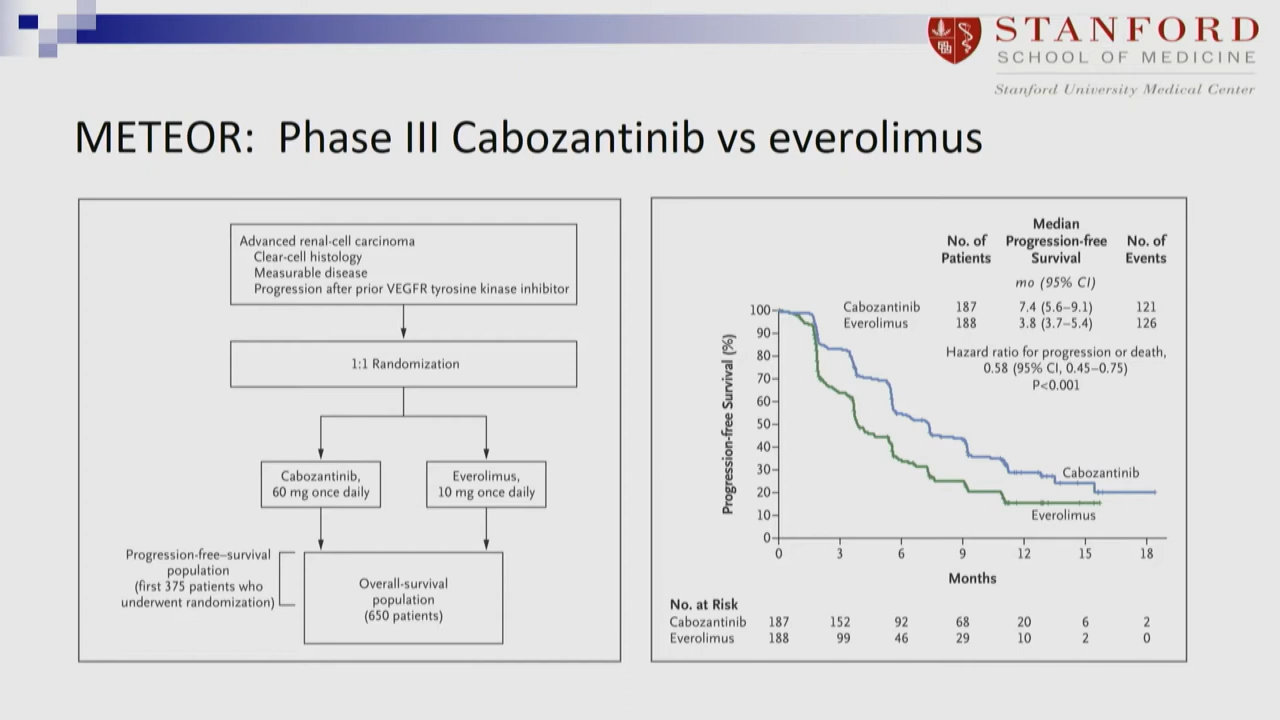 STANFORD
SCHOOL OF MEDICINE
Stanford University Medical Center
METEOR: Phase III Cabozantinib vs everolimus
Advanced renal-cell carcinoma
Clear-cell histology
Measurable disease
Progression after prior VEGFR tyrosine kinase inhibitor
1:1 Randomization
Cabozantinib,
60 mg once daily
Everolimus,
10 mg once daily
Progression-free–survival
population
(first 375 patients who
underwent randomization)
Overall-survival
population
(650 patients)
No. of
Patients
Median
Progression-free
Survival
No. of
Events
mo (95% CI)
Cabozantinib 187 7.4 (5.6–9.1) 121
Everolimus 188 3.8 (3.7–5.4) 126
Hazard ratio for progression or death,
0.58 (95% CI, 0.45–0.75)
P<0.001
Progression-free Survival (%)
100
90
80
70
60
50
40
30
20
10
0
Cabozantinib
Everolimus
0 3 6 9 12 15 18
Months
No. at Risk
Cabozantinib 187 152 92 68 20 6 2
Everolimus 188 99 46 29 10 2 0